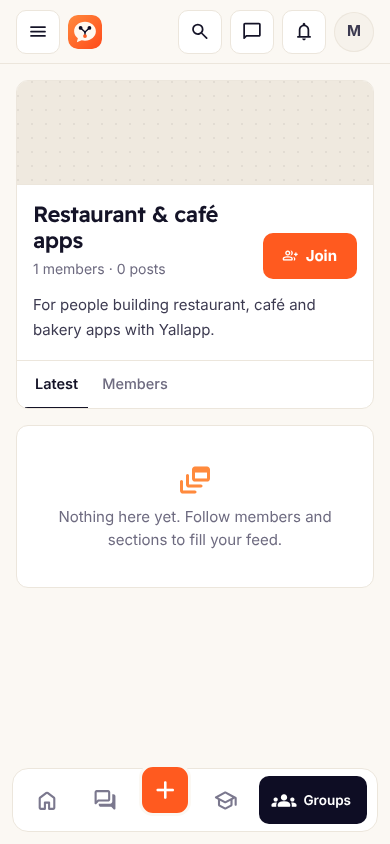 M
Restaurant & café
apps
1 members · 0 posts
Join
For people building restaurant, café and
bakery apps with Yallapp.
Latest Members
Nothing here yet. Follow members and
sections to fill your feed.
Groups